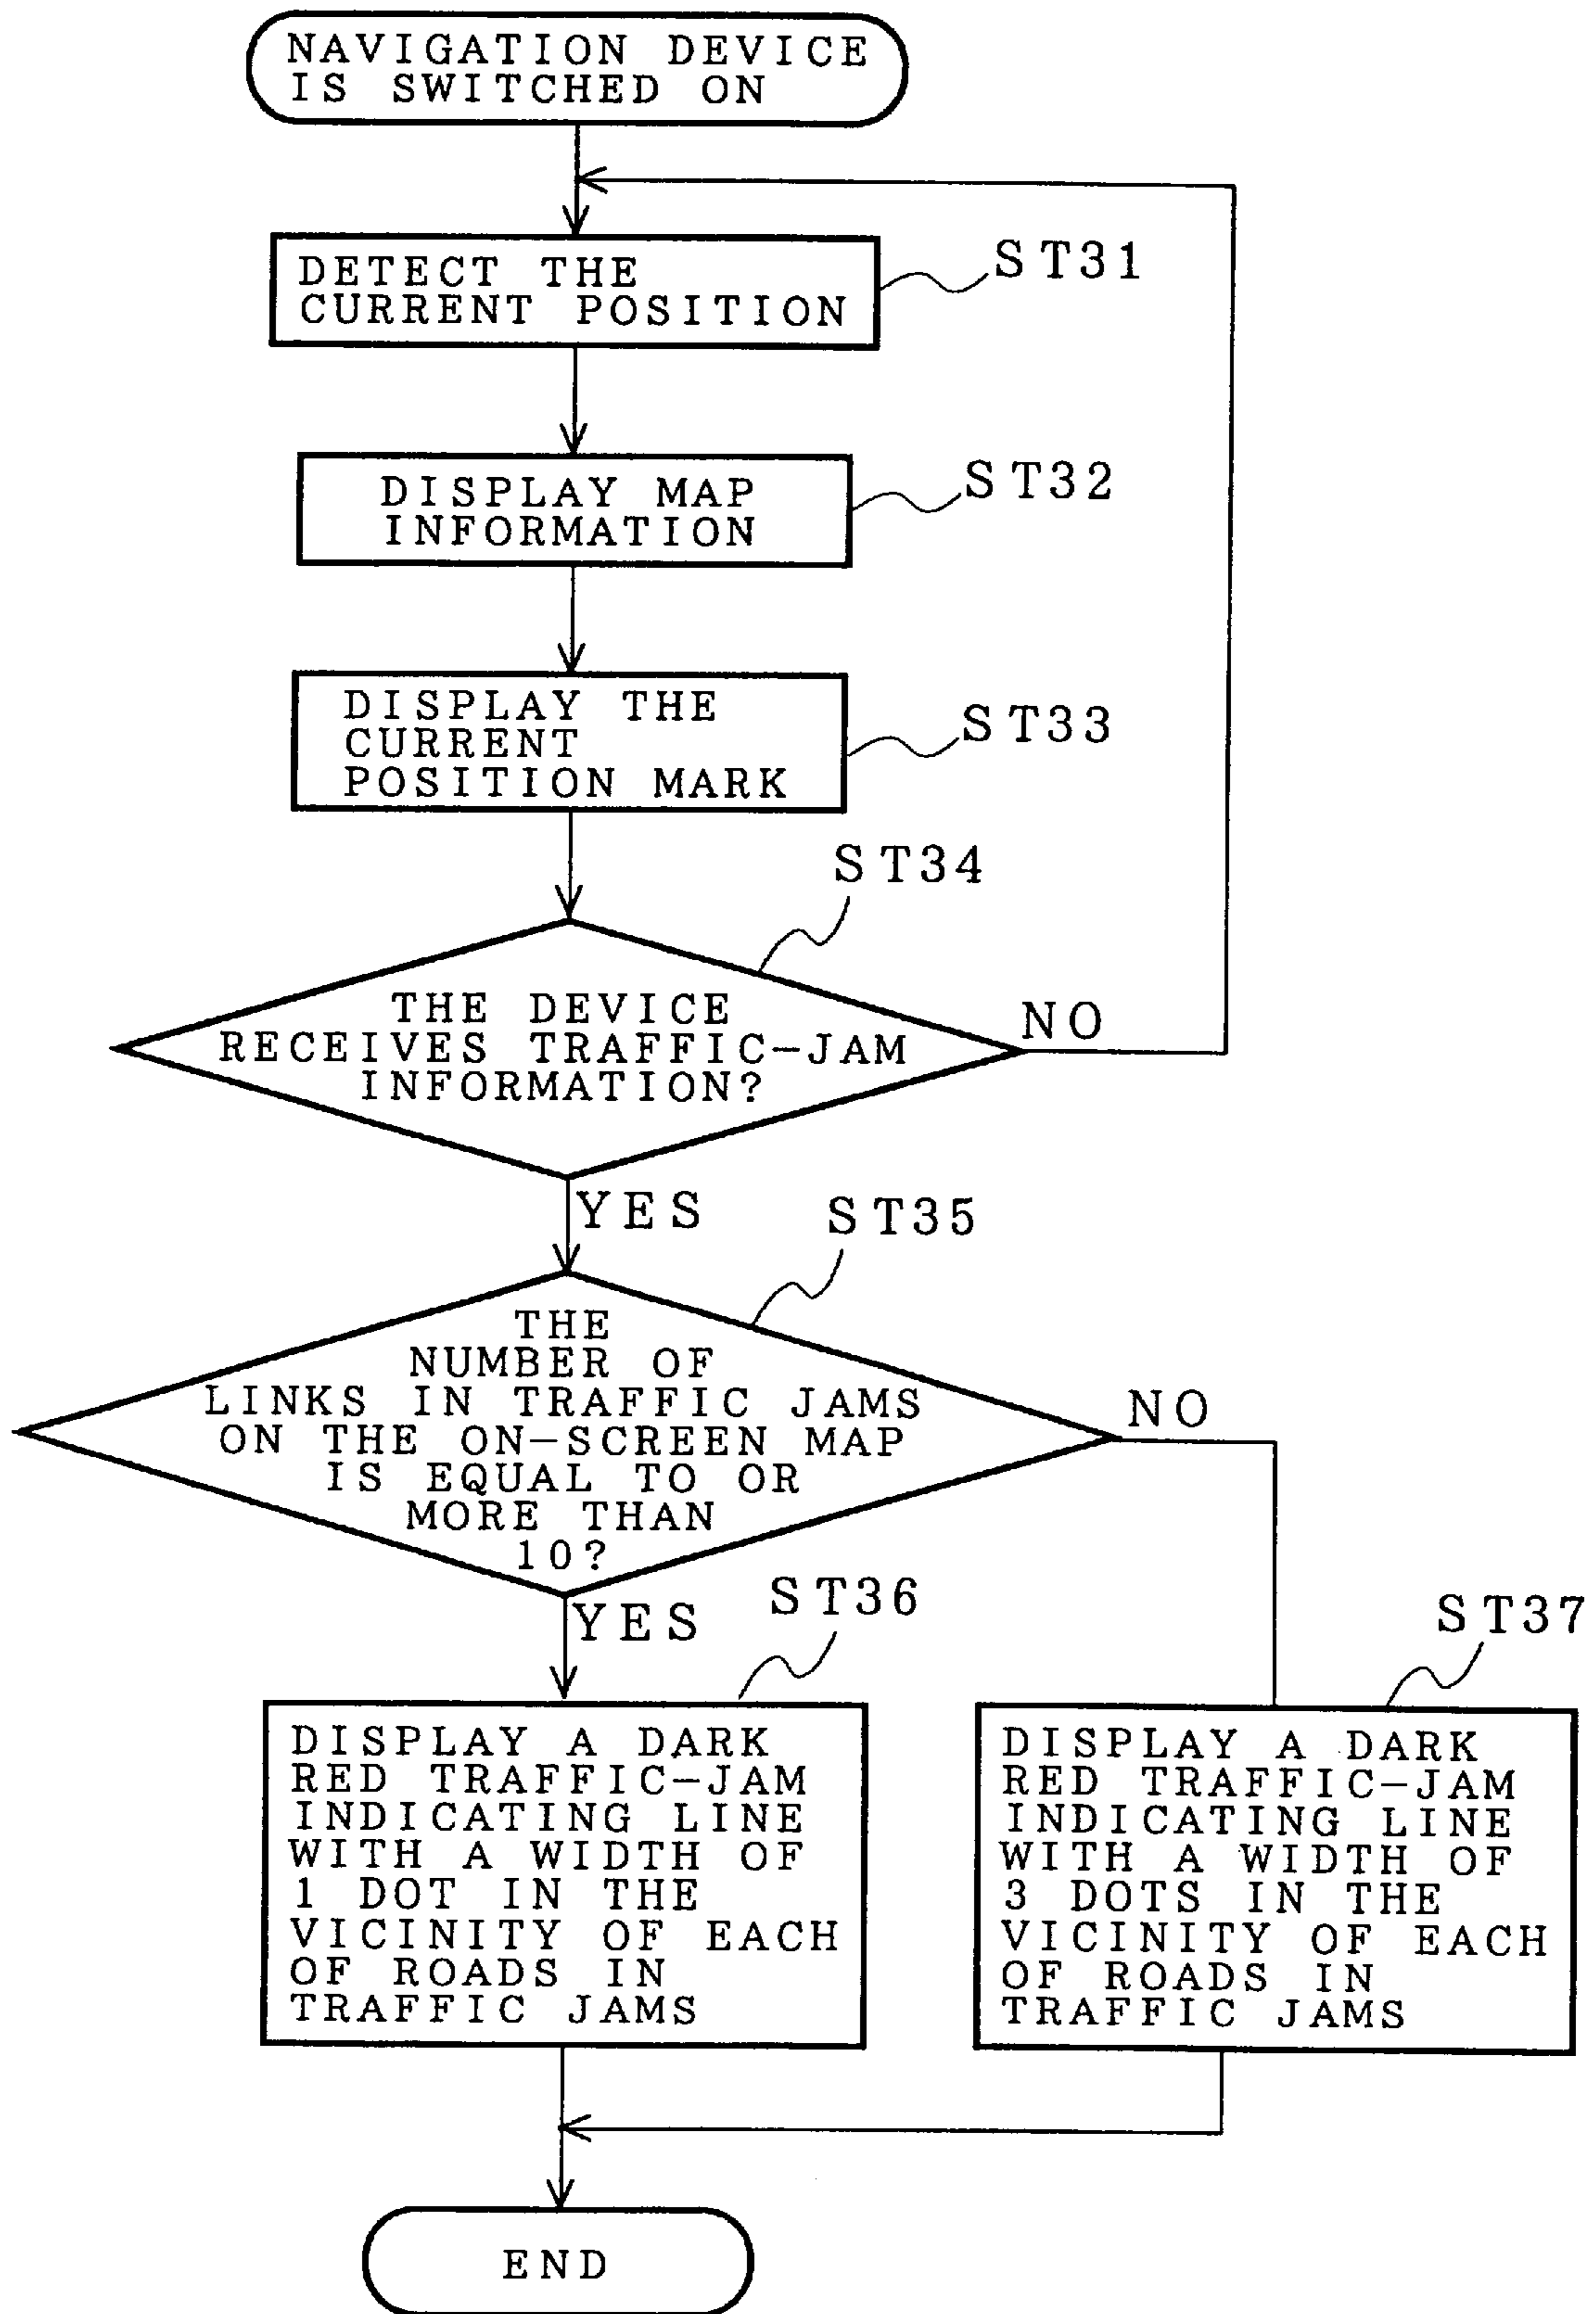 NAVIGATION DEVICE
IS SWITCHED ON
DETECT THE
CURRENT POSITION
ST31
DISPLAY MAP
INFORMATION
ST32
DISPLAY THE
CURRENT
POSITION MARK
ST33
ST34
THE DEVICE
RECEIVES TRAFFIC-JAM
INFORMATION?
NO
YES
ST35
THE
NUMBER OF
LINKS IN TRAFFIC JAMS
ON THE ON-SCREEN MAP
IS EQUAL TO OR
MORE THAN
10?
NO
YES
ST36
DISPLAY A DARK
RED TRAFFIC-JAM
INDICATING LINE
WITH A WIDTH OF
1 DOT IN THE
VICINITY OF EACH
OF ROADS IN
TRAFFIC JAMS
ST37
DISPLAY A DARK
RED TRAFFIC-JAM
INDICATING LINE
WITH A WIDTH OF
3 DOTS IN THE
VICINITY OF EACH
OF ROADS IN
TRAFFIC JAMS
END